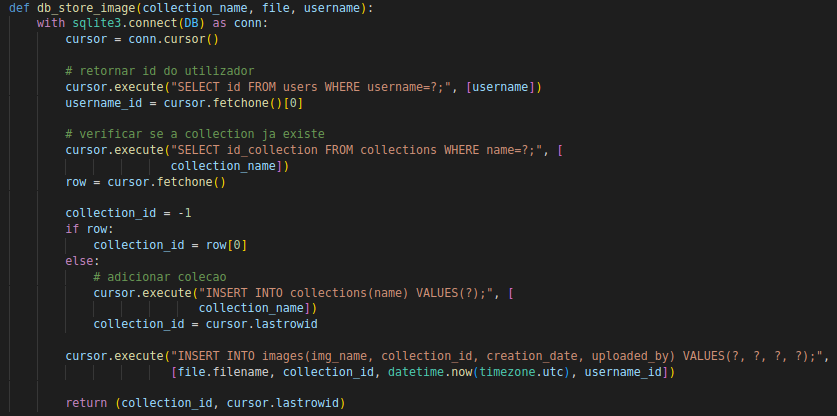 def db_store_image(collection_name, file, username):
    with sqlite3.connect(DB) as conn:
        cursor = conn.cursor()

        # retornar id do utilizador
        cursor.execute("SELECT id FROM users WHERE username=?;", [username])
        username_id = cursor.fetchone()[0]

        # verificar se a collection ja existe
        cursor.execute("SELECT id_collection FROM collections WHERE name=?;", [
                       collection_name])
        row = cursor.fetchone()

        collection_id = -1
        if row:
            collection_id = row[0]
        else:
            # adicionar colecao
            cursor.execute("INSERT INTO collections(name) VALUES(?);", [
                           collection_name])
            collection_id = cursor.lastrowid

        cursor.execute("INSERT INTO images(img_name, collection_id, creation_date, uploaded_by) VALUES(?, ?, ?, ?);",
                       [file.filename, collection_id, datetime.now(timezone.utc), username_id])

        return (collection_id, cursor.lastrowid)